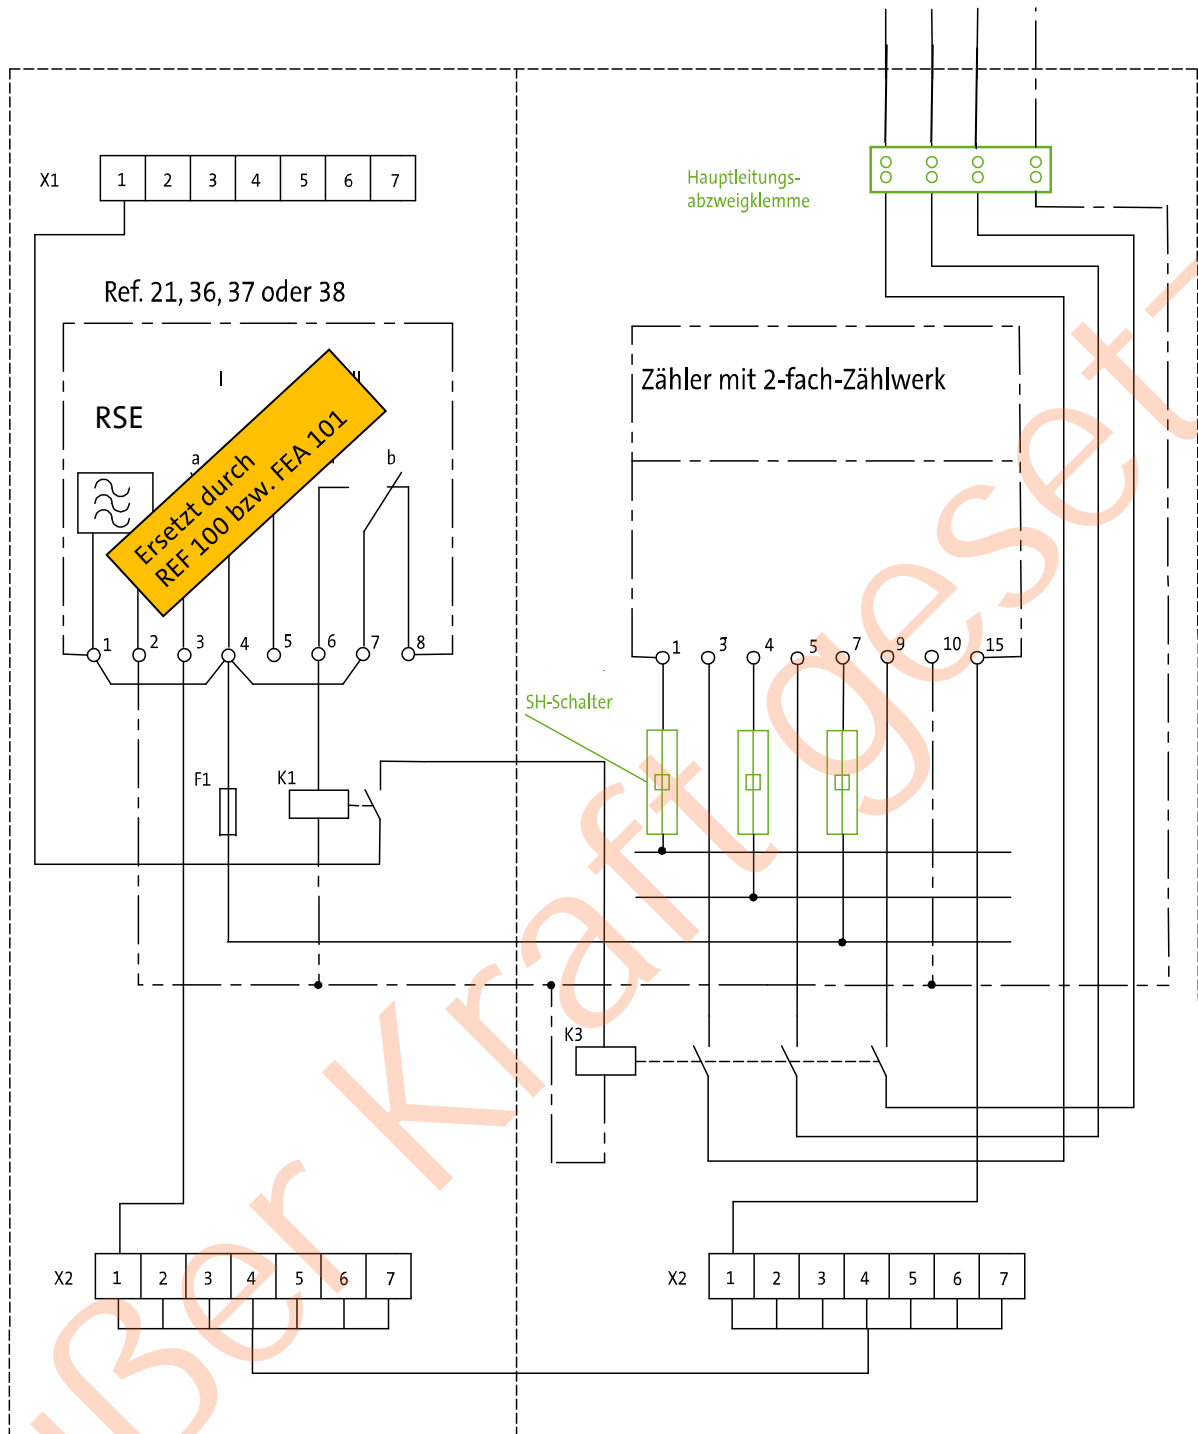 X1 1 2 3 4 5 6 7
Hauptleitungs-
abzweigklemme
Ref. 21, 36, 37 oder 38
I II
RSE
a b
Ersetzt durch
REF 100 bzw. FEA 101
1 2 3 4 5 6 7 8
Zähler mit 2-fach-Zählwerk
1 3 4 5 7 9 10 15
SH-Schalter
F1 K1
K3
X2 1 2 3 4 5 6 7
X2 1 2 3 4 5 6 7
ußer Kraft geset